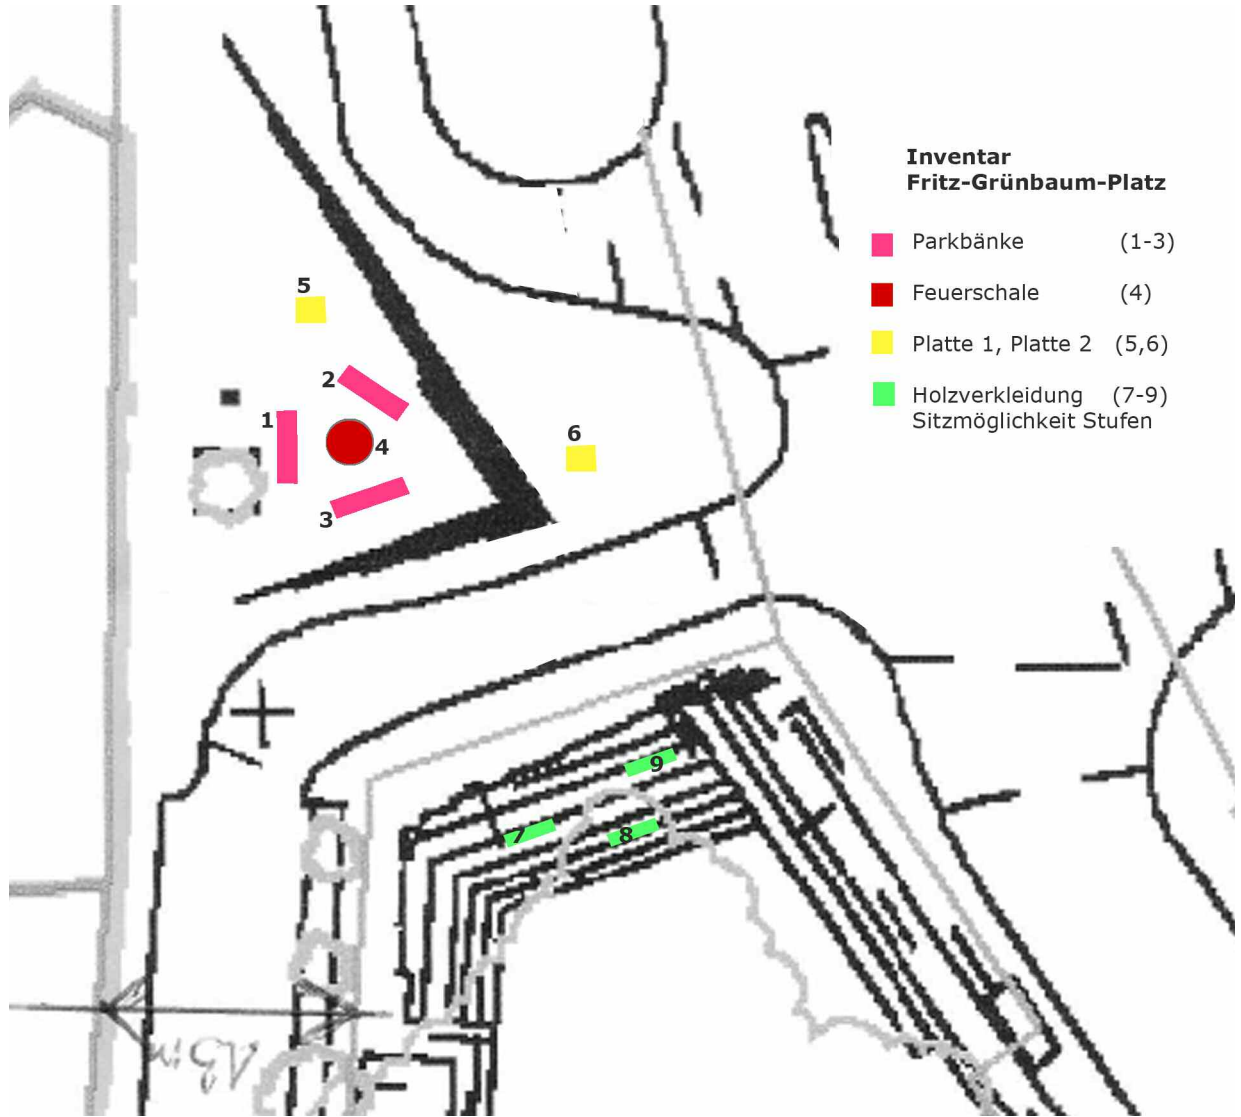 Inventar
Fritz-Grünbaum-Platz
Parkbänke (1-3)
Feuerschale (4)
Platte 1, Platte 2 (5,6)
Holzverkleidung (7-9)
Sitzmöglichkeit Stufen
5
2
1
4
6
3
9
7
8